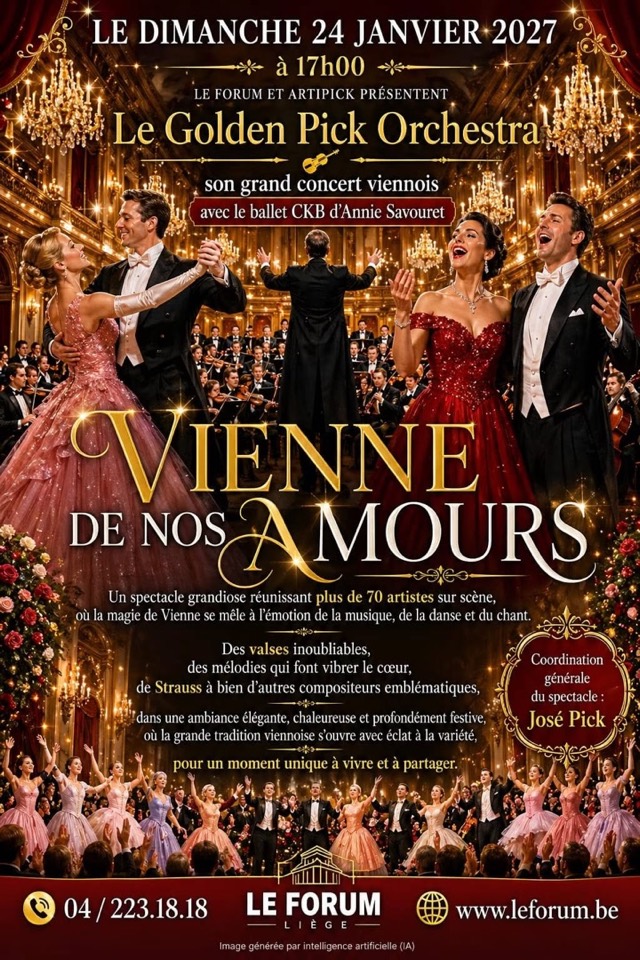 LE DIMANCHE 24 JANVIER 2027
à 17h00
LE FORUM ET ARTIPICK PRÉSENTENT
Le Golden Pick Orchestra
son grand concert viennois
avec le ballet CKB d'Annie Savouret
VIENNE
DE NOS AMOURS
Un spectacle grandiose réunissant plus de 70 artistes sur scène,
où la magie de Vienne se mêle à l'émotion de la musique, de la danse et du chant.
Des valses inoubliables,
des mélodies qui font vibrer le cœur,
de Strauss à bien d'autres compositeurs emblématiques,
dans une ambiance élégante, chaleureuse et profondément festive,
où la grande tradition viennoise s'ouvre avec éclat à la variété,
pour un moment unique à vivre et à partager.
Coordination
générale
du spectacle :
José Pick
04 / 223.18.18
LE FORUM
LIÈGE
www.leforum.be
Image générée par intelligence artificielle (IA)